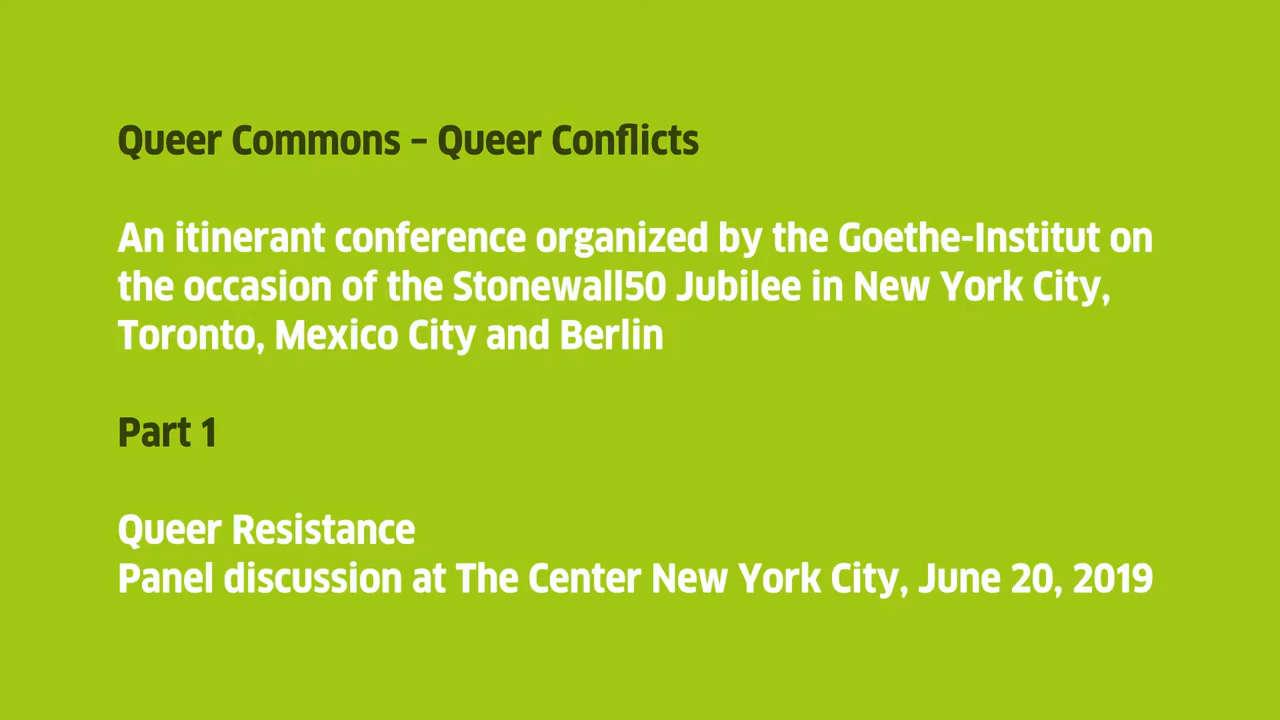 Queer Commons – Queer Conflicts
An itinerant conference organized by the Goethe-Institut on
the occasion of the Stonewall50 Jubilee in New York City,
Toronto, Mexico City and Berlin
Part 1
Queer Resistance
Panel discussion at The Center New York City, June 20, 2019